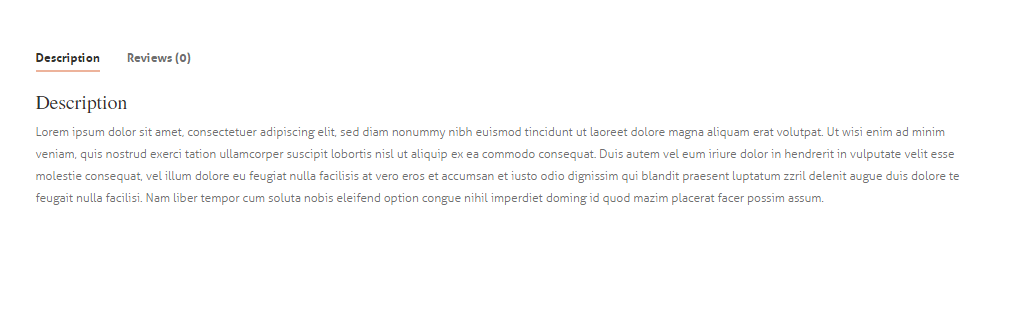 Description Reviews (0)
Description
Lorem ipsum dolor sit amet, consectetuer adipiscing elit, sed diam nonummy nibh euismod tincidunt ut laoreet dolore magna aliquam erat volutpat. Ut wisi enim ad minim
veniam, quis nostrud exerci tation ullamcorper suscipit lobortis nisl ut aliquip ex ea commodo consequat. Duis autem vel eum iriure dolor in hendrerit in vulputate velit esse
molestie consequat, vel illum dolore eu feugiat nulla facilisis at vero eros et accumsan et iusto odio dignissim qui blandit praesent luptatum zzril delenit augue duis dolore te
feugait nulla facilisi. Nam liber tempor cum soluta nobis eleifend option congue nihil imperdiet doming id quod mazim placerat facer possim assum.